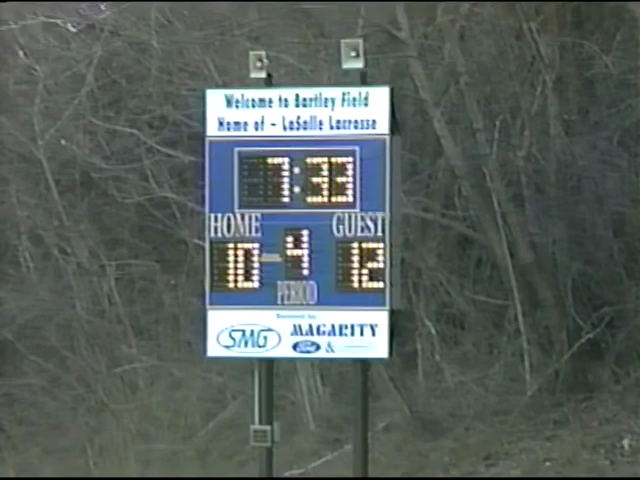 Welcome to Bartley Field
Home of - LaSalle Lacrosse
7:33
HOME GUEST
10 4 12
PERIOD
SMG MAGARITY
Ford &